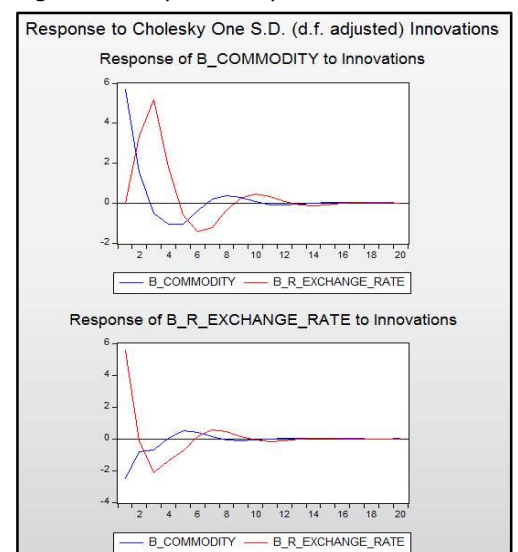 Response to Cholesky One S.D. (d.f. adjusted) Innovations
Response of B_COMMODITY to Innovations
6
4
2
0
-2
2 4 6 8 10 12 14 16 18 20
B_COMMODITY B_R_EXCHANGE_RATE
Response of B_R_EXCHANGE_RATE to Innovations
6
4
2
0
-2
-4
2 4 6 8 10 12 14 16 18 20
B_COMMODITY B_R_EXCHANGE_RATE